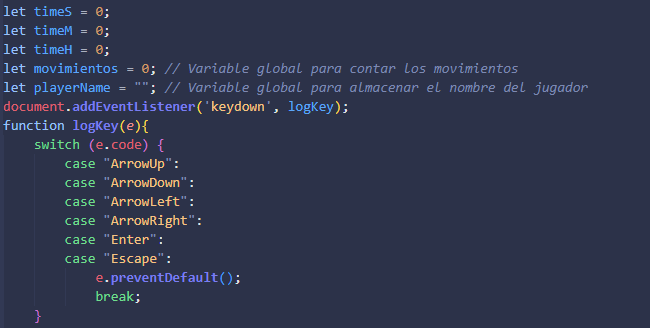 let timeS = 0;
let timeM = 0;
let timeH = 0;
let movimientos = 0; // Variable global para contar los movimientos
let playerName = ""; // Variable global para almacenar el nombre del jugador
document.addEventListener('keydown', logKey);
function logKey(e){
    switch (e.code) {
        case "ArrowUp":
        case "ArrowDown":
        case "ArrowLeft":
        case "ArrowRight":
        case "Enter":
        case "Escape":
            e.preventDefault();
            break;
    }